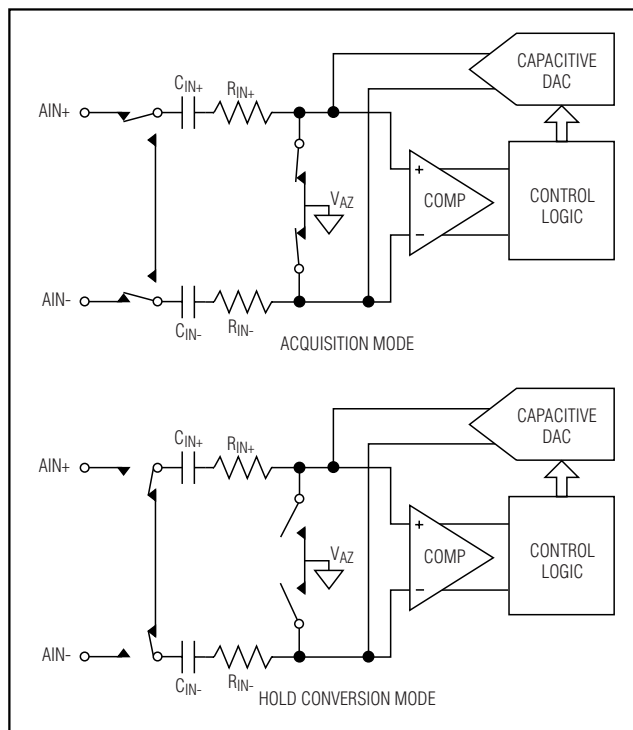 CAPACITIVE
DAC
CIN+
RIN+
AIN+
VAZ
+
COMP
−
CONTROL
LOGIC
AIN-
CIN-
RIN-
ACQUISITION MODE
CAPACITIVE
DAC
CIN+
RIN+
AIN+
VAZ
+
COMP
−
CONTROL
LOGIC
AIN-
CIN-
RIN-
HOLD CONVERSION MODE